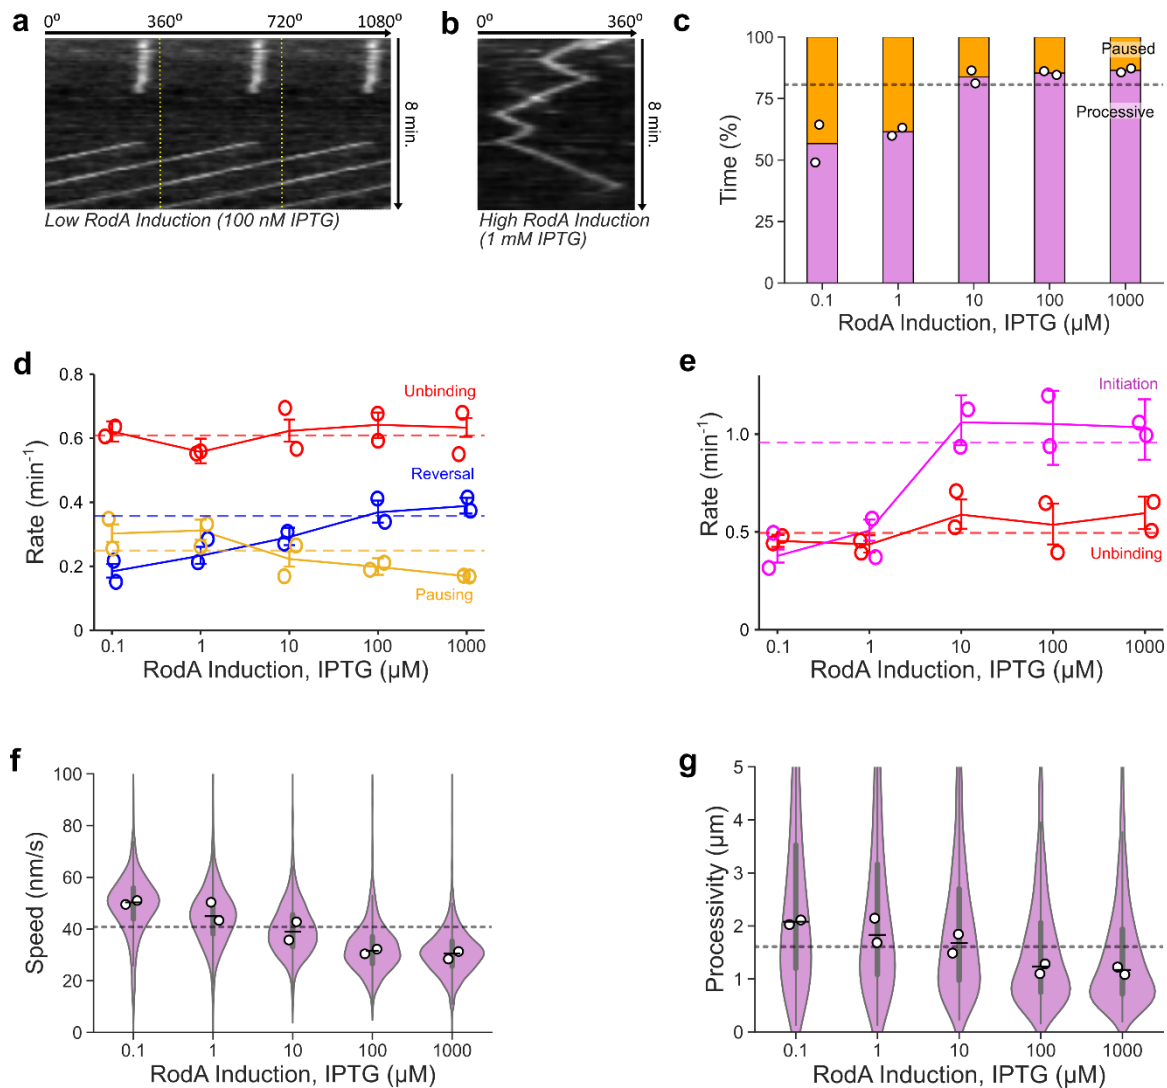 a
0º 360º 720º 1080º
8 min.
Low RodA Induction (100 nM IPTG)
b
0º 360º
8 min.
High RodA Induction
(1 mM IPTG)
c
100
75
50
25
0
Time (%)
Paused
Processive
0.1 1 10 100 1000
RodA Induction, IPTG (µM)
d
0.8
0.6
0.4
0.2
0
Rate (min⁻¹)
Unbinding
Reversal
Pausing
0.1 1 10 100 1000
RodA Induction, IPTG (µM)
e
1.0
0.5
0
Rate (min⁻¹)
Initiation
Unbinding
0.1 1 10 100 1000
RodA Induction, IPTG (µM)
f
100
80
60
40
20
0
Speed (nm/s)
0.1 1 10 100 1000
RodA Induction, IPTG (µM)
g
5
4
3
2
1
0
Processivity (µm)
0.1 1 10 100 1000
RodA Induction, IPTG (µM)